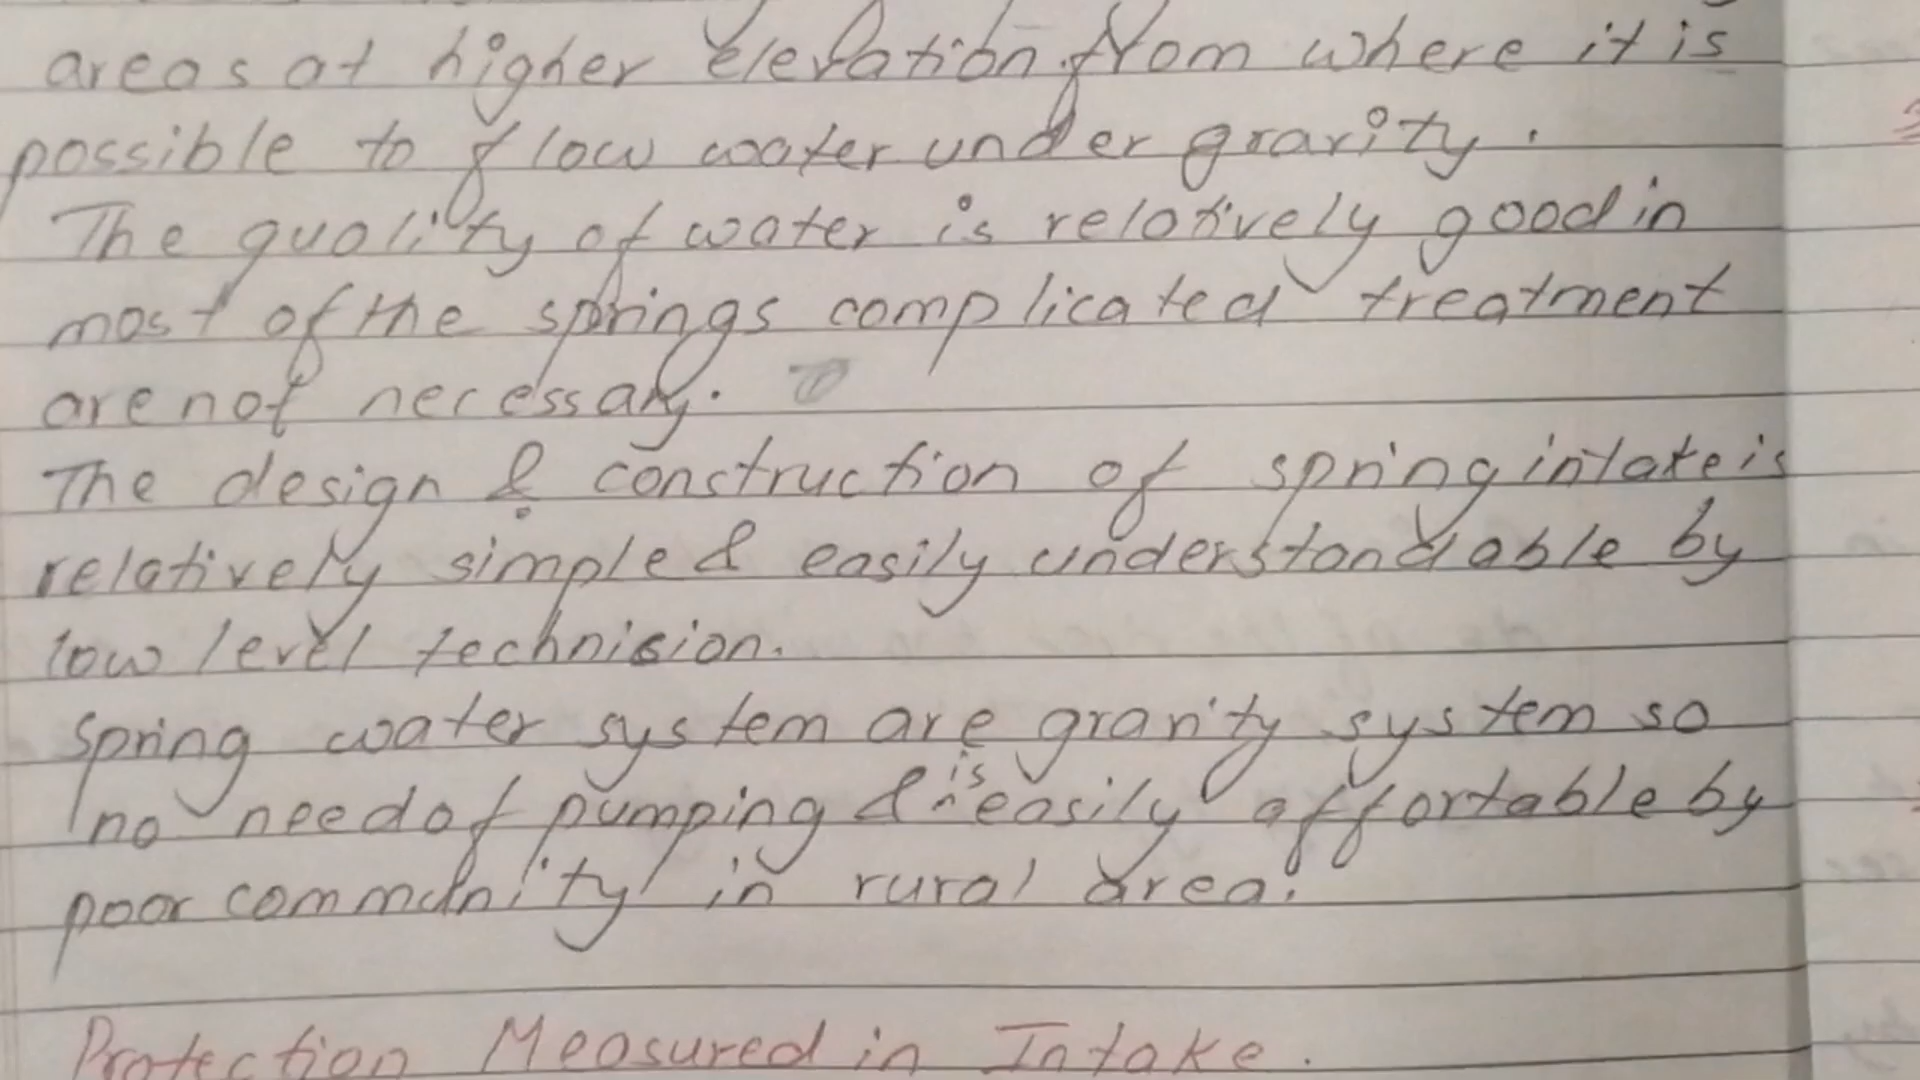 areas at higher elevation from where it is
possible to flow water under gravity.
The quality of water is relatively good in
most of the springs complicated treatment
are not necessary.
The design & construction of spring intake is
relatively simple & easily understandable by
low level technision.
Spring water system are gravity system so
no need of pumping & is easily affortable by
poor community in rural area.
Protection Measured in Intake.